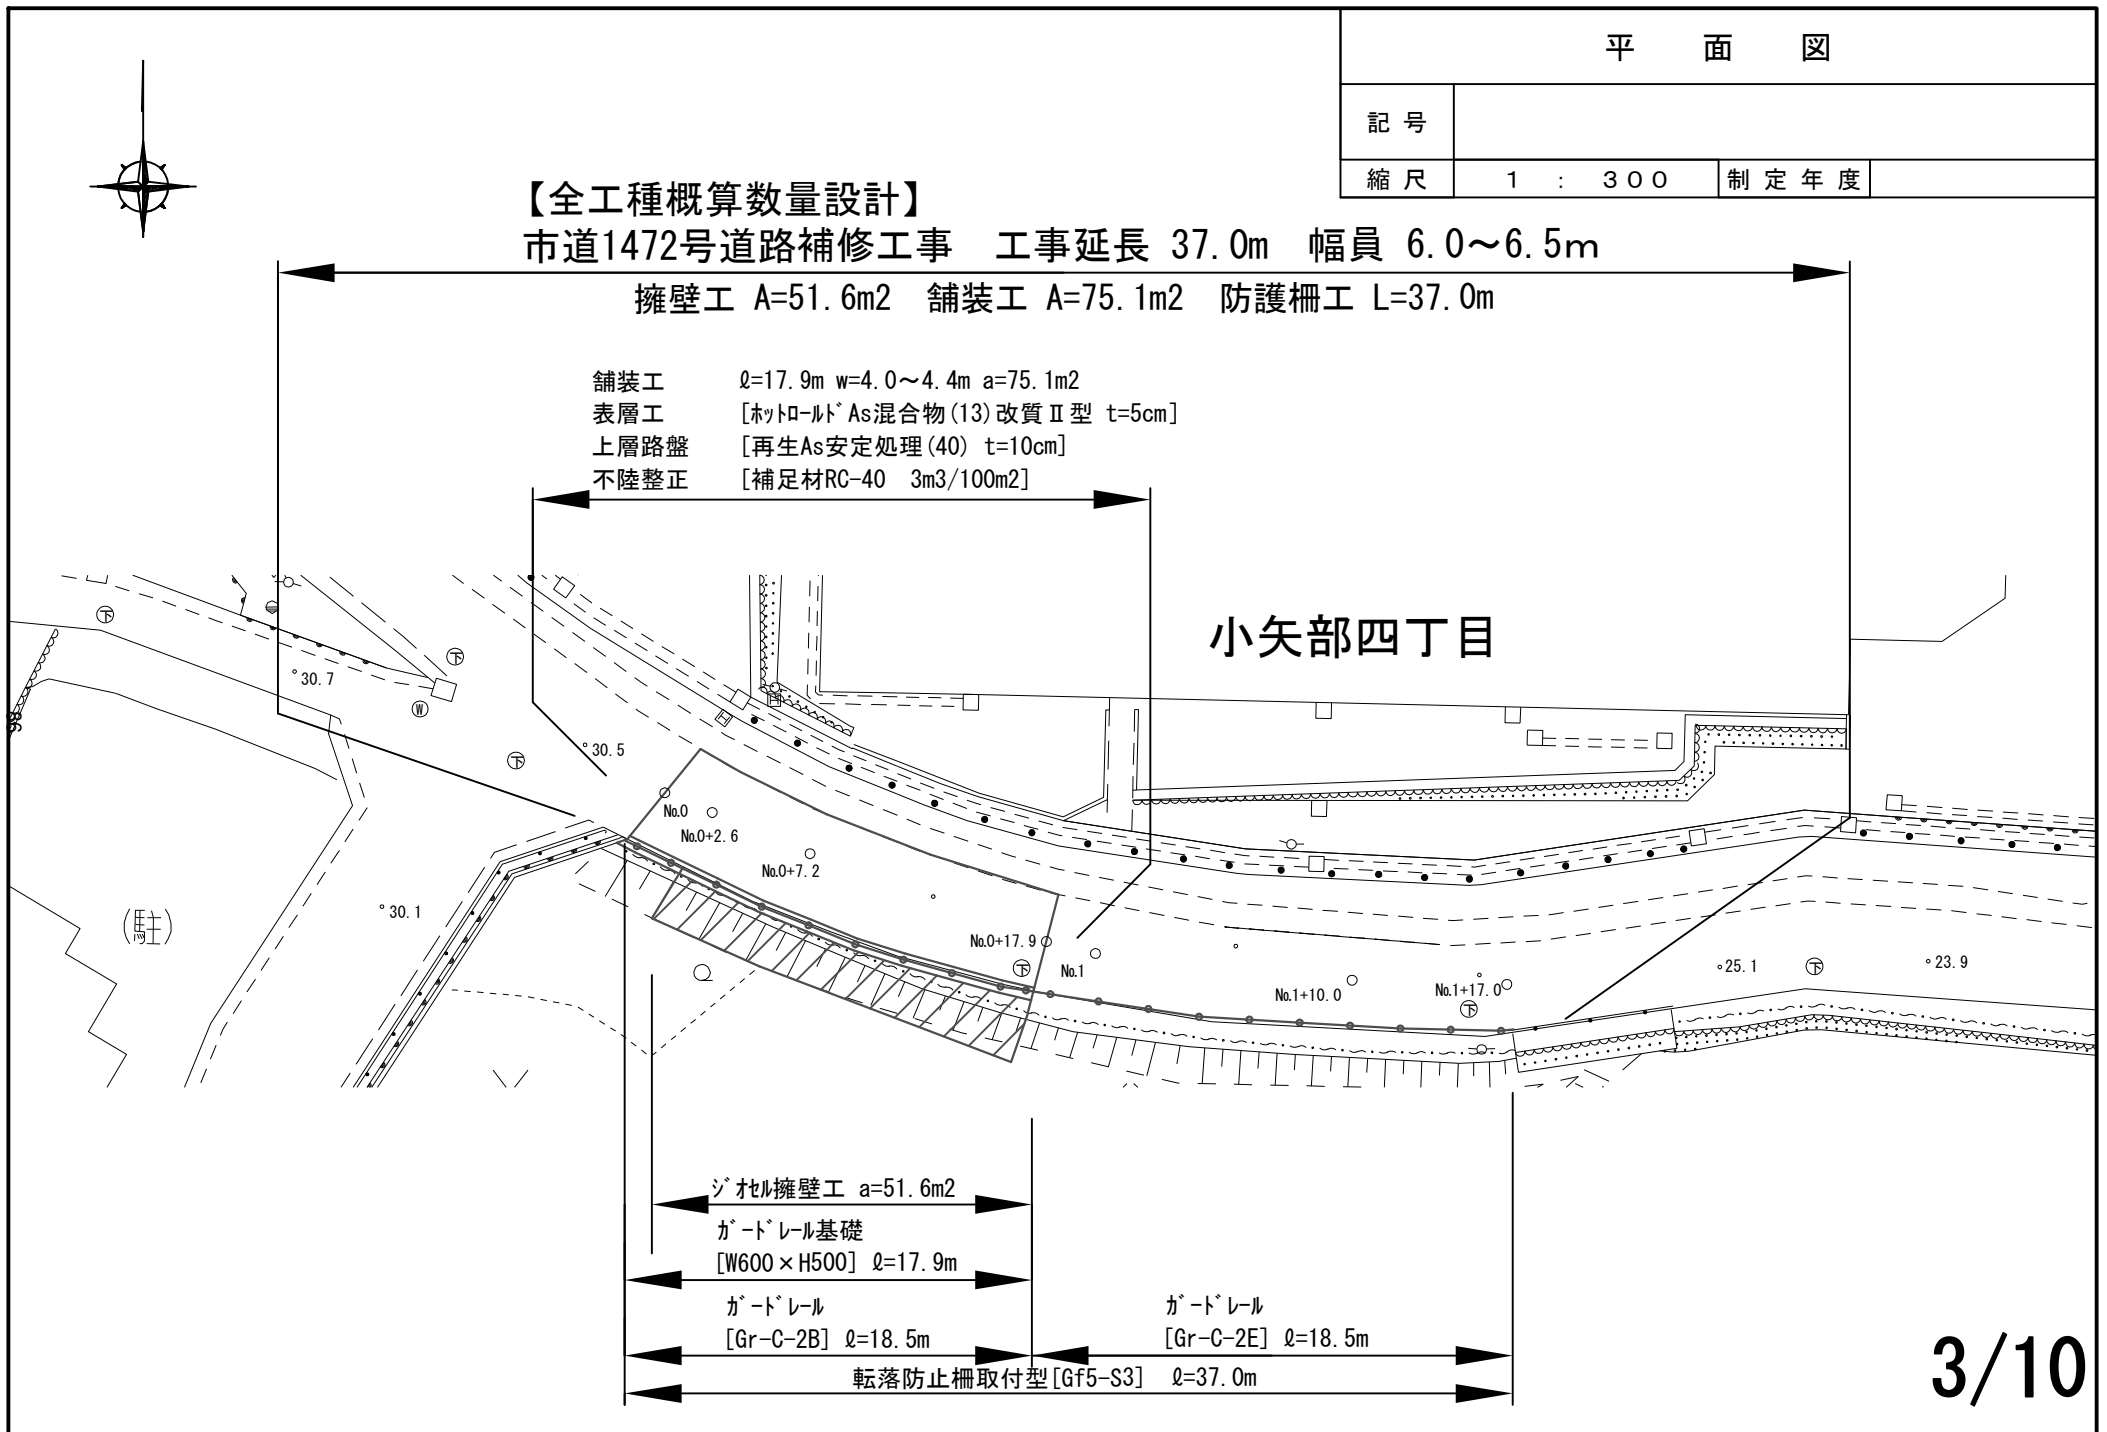 平 面 図
記 号
縮 尺 1 : 300 制 定 年 度
【全工種概算数量設計】
市道1472号道路補修工事 工事延長 37.0m 幅員 6.0～6.5m
擁壁工 A=51.6m2 舗装工 A=75.1m2 防護柵工 L=37.0m
舗装工 ℓ=17.9m w=4.0～4.4m a=75.1m2
表層工 [ﾎｯﾄﾛｰﾙﾄﾞAs混合物(13)改質Ⅱ型 t=5cm]
上層路盤 [再生As安定処理(40) t=10cm]
不陸整正 [補足材RC-40 3m3/100m2]
小矢部四丁目
下
下
30.7
W
30.5
下
No.0
No.0+2.6
No.0+7.2
30.1
(駐)
No.0+17.9
下
No.1
No.1+10.0
No.1+17.0
下
25.1
下
23.9
ｼﾞｵｾﾙ擁壁工 a=51.6m2
ｶﾞｰﾄﾞﾚｰﾙ基礎
[W600×H500] ℓ=17.9m
ｶﾞｰﾄﾞﾚｰﾙ
[Gr-C-2B] ℓ=18.5m
ｶﾞｰﾄﾞﾚｰﾙ
[Gr-C-2E] ℓ=18.5m
転落防止柵取付型[Gf5-S3] ℓ=37.0m
3/10